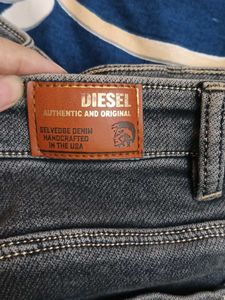 DIESEL
AUTHENTIC AND ORIGINAL
SELVEDGE DENIM
HANDCRAFTED
IN THE USA